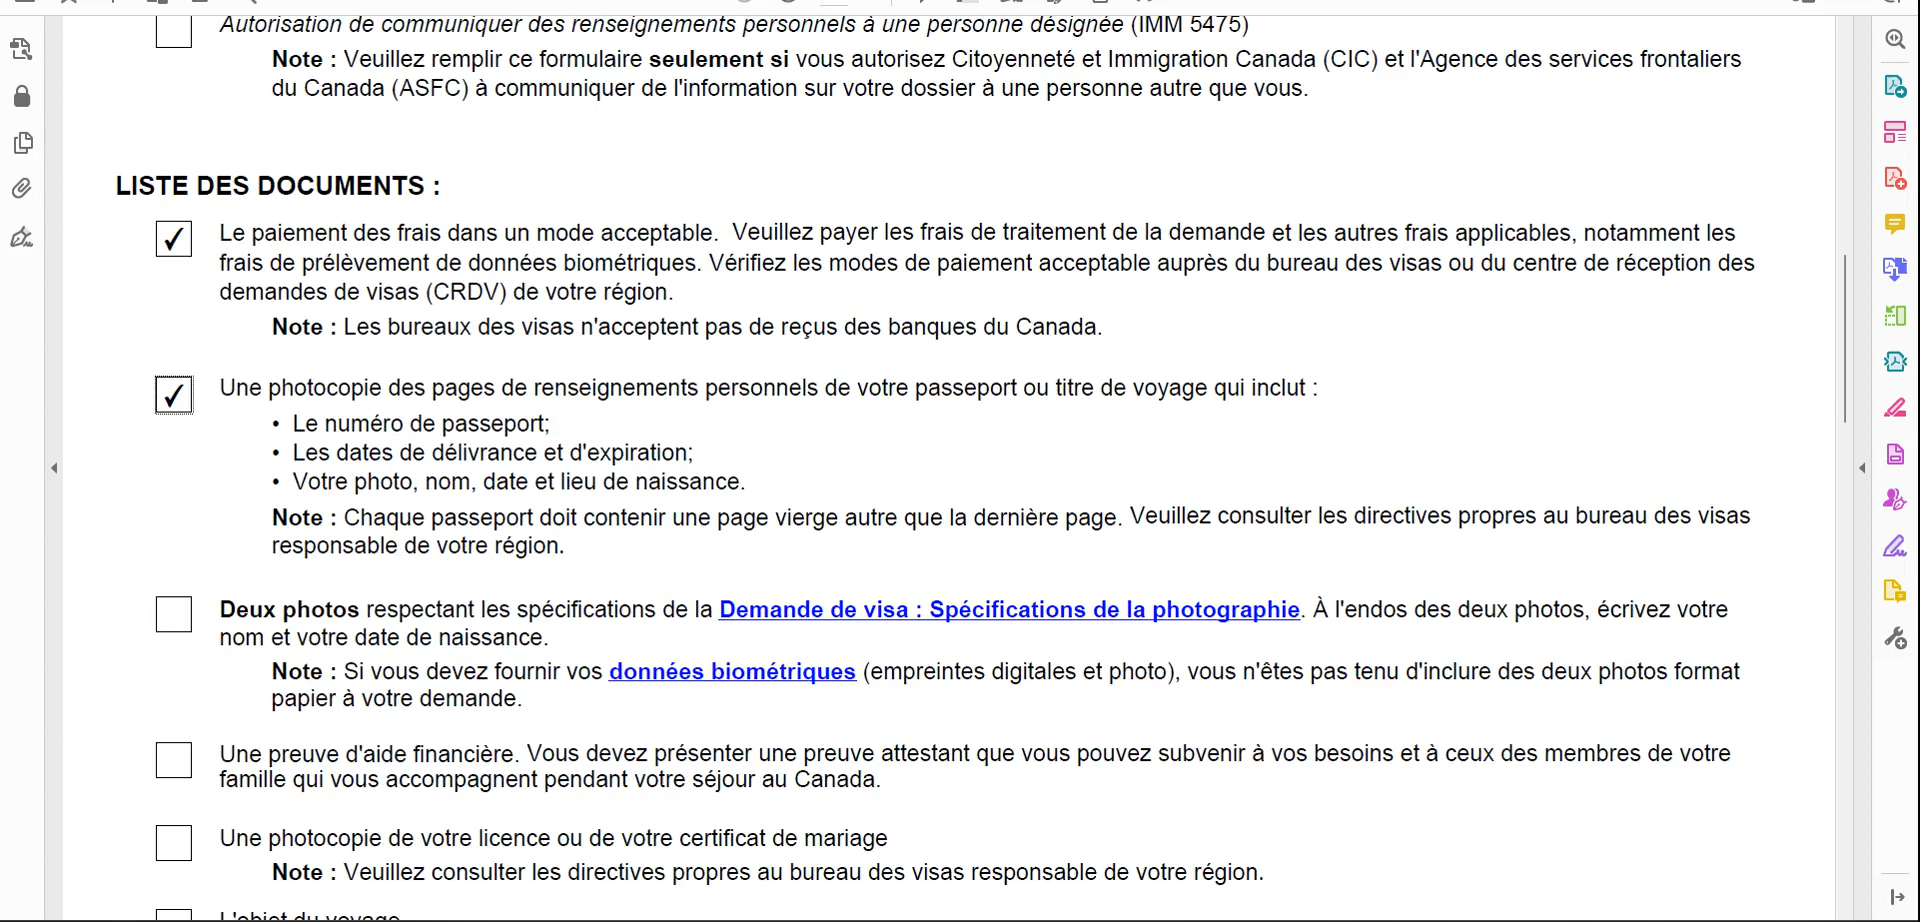 Autorisation de communiquer des renseignements personnels à une personne désignée (IMM 5475)
Note : Veuillez remplir ce formulaire seulement si vous autorisez Citoyenneté et Immigration Canada (CIC) et l'Agence des services frontaliers
du Canada (ASFC) à communiquer de l'information sur votre dossier à une personne autre que vous.
LISTE DES DOCUMENTS :
Le paiement des frais dans un mode acceptable. Veuillez payer les frais de traitement de la demande et les autres frais applicables, notamment les
frais de prélèvement de données biométriques. Vérifiez les modes de paiement acceptable auprès du bureau des visas ou du centre de réception des
demandes de visas (CRDV) de votre région.
Note : Les bureaux des visas n'acceptent pas de reçus des banques du Canada.
Une photocopie des pages de renseignements personnels de votre passeport ou titre de voyage qui inclut :
• Le numéro de passeport;
• Les dates de délivrance et d'expiration;
• Votre photo, nom, date et lieu de naissance.
Note : Chaque passeport doit contenir une page vierge autre que la dernière page. Veuillez consulter les directives propres au bureau des visas
responsable de votre région.
Deux photos respectant les spécifications de la Demande de visa : Spécifications de la photographie. À l'endos des deux photos, écrivez votre
nom et votre date de naissance.
Note : Si vous devez fournir vos données biométriques (empreintes digitales et photo), vous n'êtes pas tenu d'inclure des deux photos format
papier à votre demande.
Une preuve d'aide financière. Vous devez présenter une preuve attestant que vous pouvez subvenir à vos besoins et à ceux des membres de votre
famille qui vous accompagnent pendant votre séjour au Canada.
Une photocopie de votre licence ou de votre certificat de mariage
Note : Veuillez consulter les directives propres au bureau des visas responsable de votre région.
L'objet du voyage